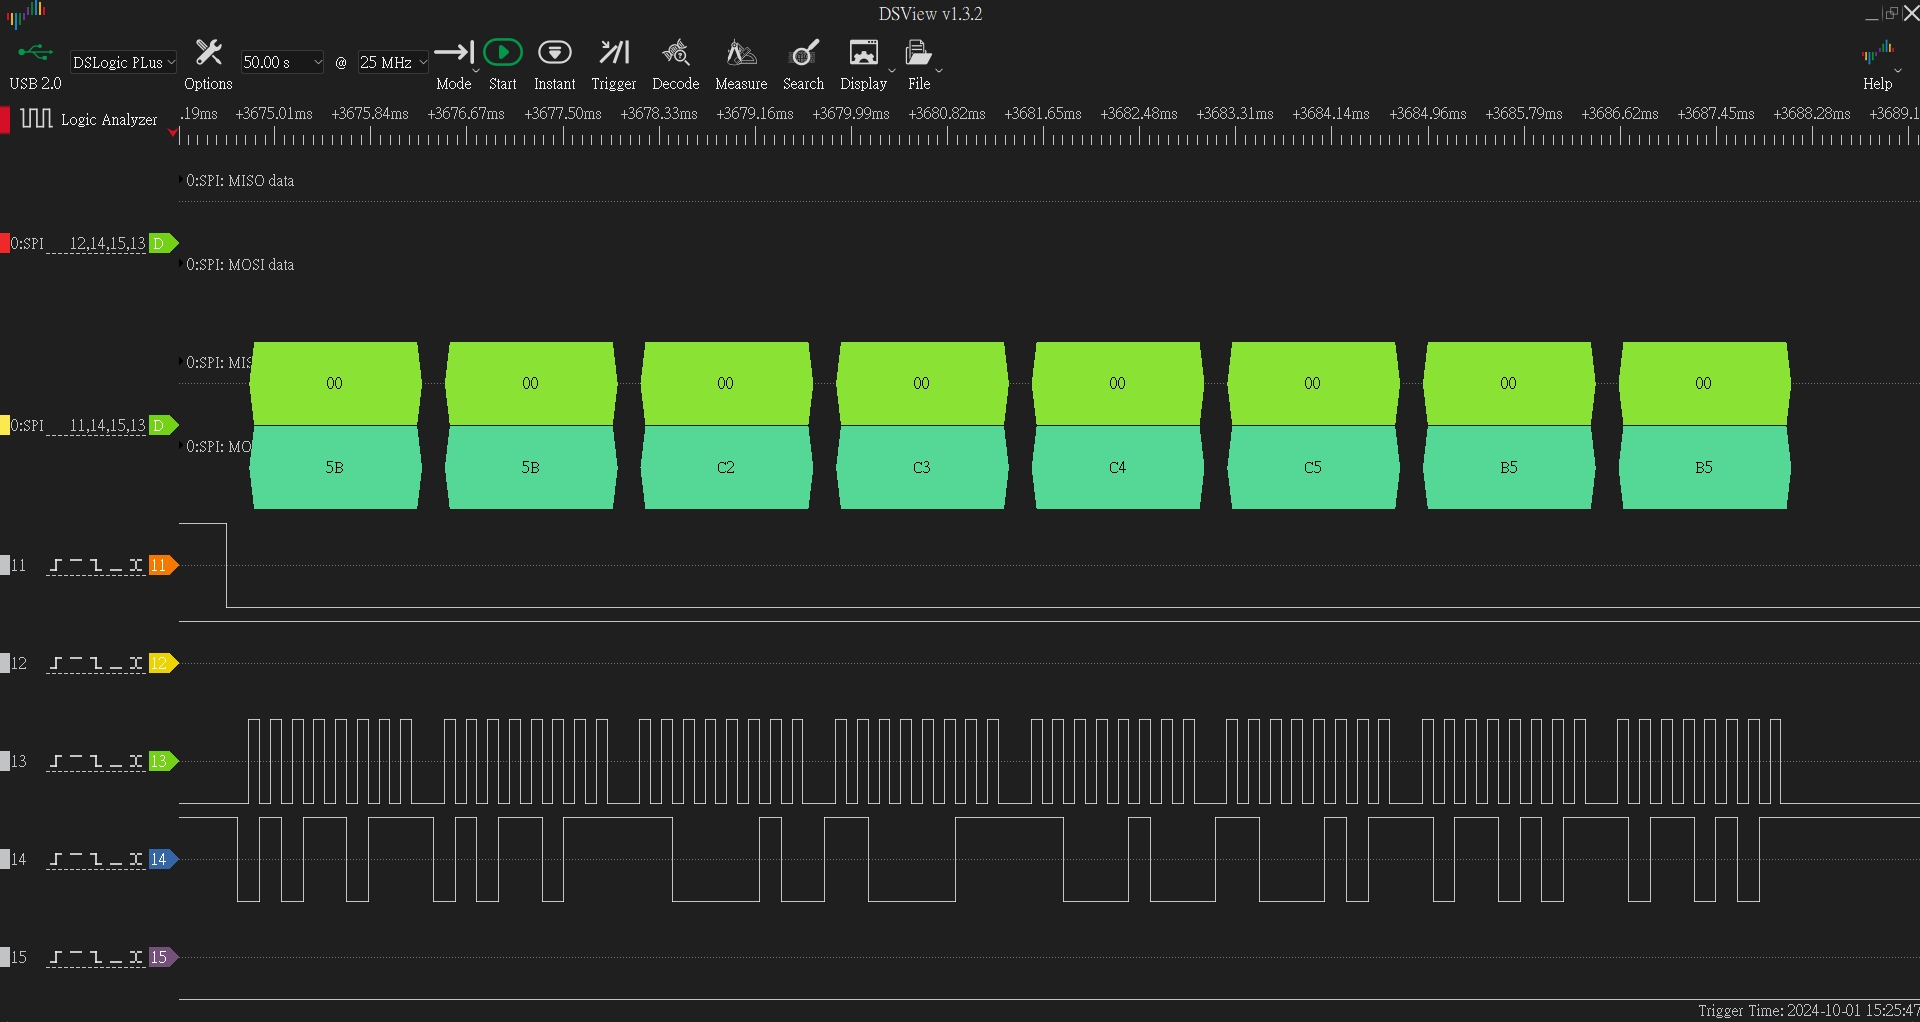 DSView v1.3.2
USB 2.0
DSLogic PLus
Options
50.00 s
@
25 MHz
Mode
Start
Instant
Trigger
Decode
Measure
Search
Display
File
Help
Logic Analyzer
.19ms +3675.01ms +3675.84ms +3676.67ms +3677.50ms +3678.33ms +3679.16ms +3679.99ms +3680.82ms +3681.65ms +3682.48ms +3683.31ms +3684.14ms +3684.96ms +3685.79ms +3686.62ms +3687.45ms +3688.28ms +3689.1
0:SPI: MISO data
0:SPI 12,14,15,13 D
0:SPI: MOSI data
0:SPI: MIS
00 00 00 00 00 00 00 00
0:SPI 11,14,15,13 D
0:SPI: MO
5B 5B C2 C3 C4 C5 B5 B5
11 11
12 12
13 13
14 14
15 15
Trigger Time: 2024-10-01 15:25:47